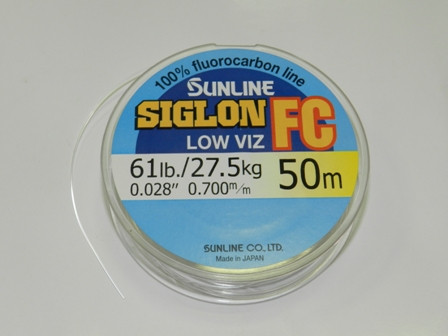 100% fluorocarbon line
SUNLINE
SIGLON FC
LOW VIZ
61lb./27.5kg 50m
0.028″ 0.700m/m
SUNLINE CO., LTD.
Made in JAPAN